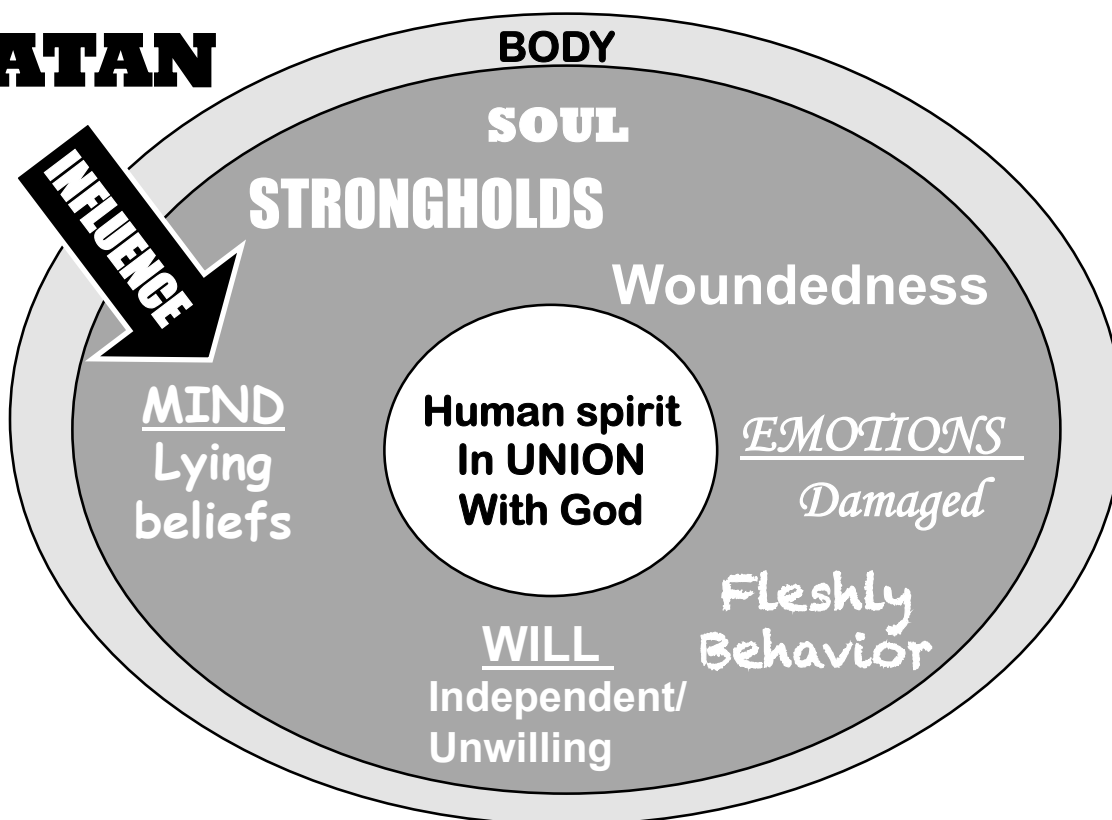 ATAN
BODY
SOUL
STRONGHOLDS
INFLUENCE
Woundedness
MIND
Lying
beliefs
Human spirit
In UNION
With God
EMOTIONS
Damaged
Fleshly
Behavior
WILL
Independent/
Unwilling